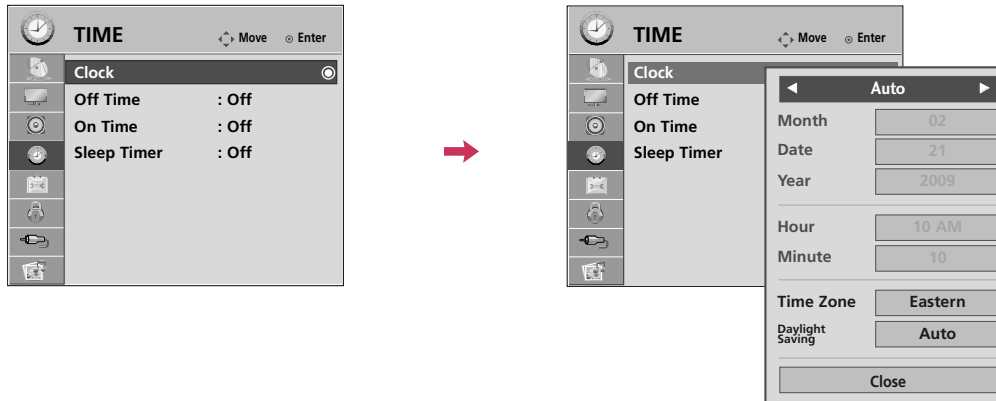 TIME
Move
Enter
Clock
Off Time : Off
On Time : Off
Sleep Timer : Off
TIME
Move
Enter
Clock
Off Time
On Time
Sleep Timer
Auto
Month 02
Date 21
Year 2009
Hour 10 AM
Minute 10
Time Zone Eastern
Daylight
Saving
Auto
Close